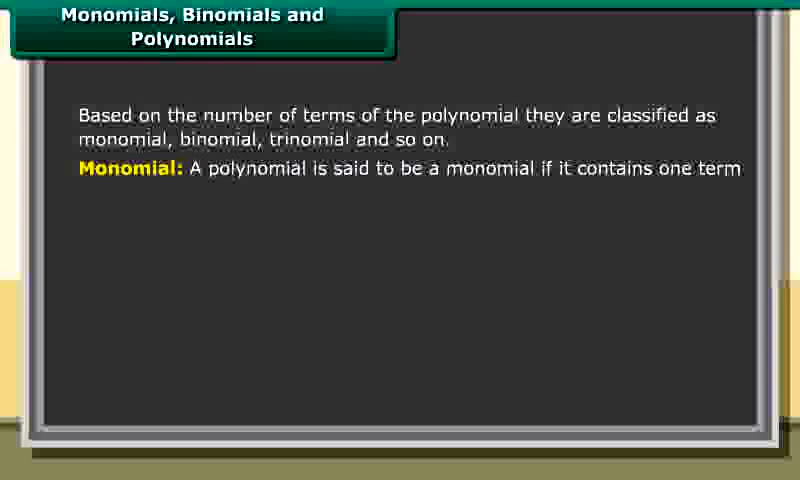 Monomials, Binomials and
Polynomials
Based on the number of terms of the polynomial they are classified as
monomial, binomial, trinomial and so on.
Monomial: A polynomial is said to be a monomial if it contains one term